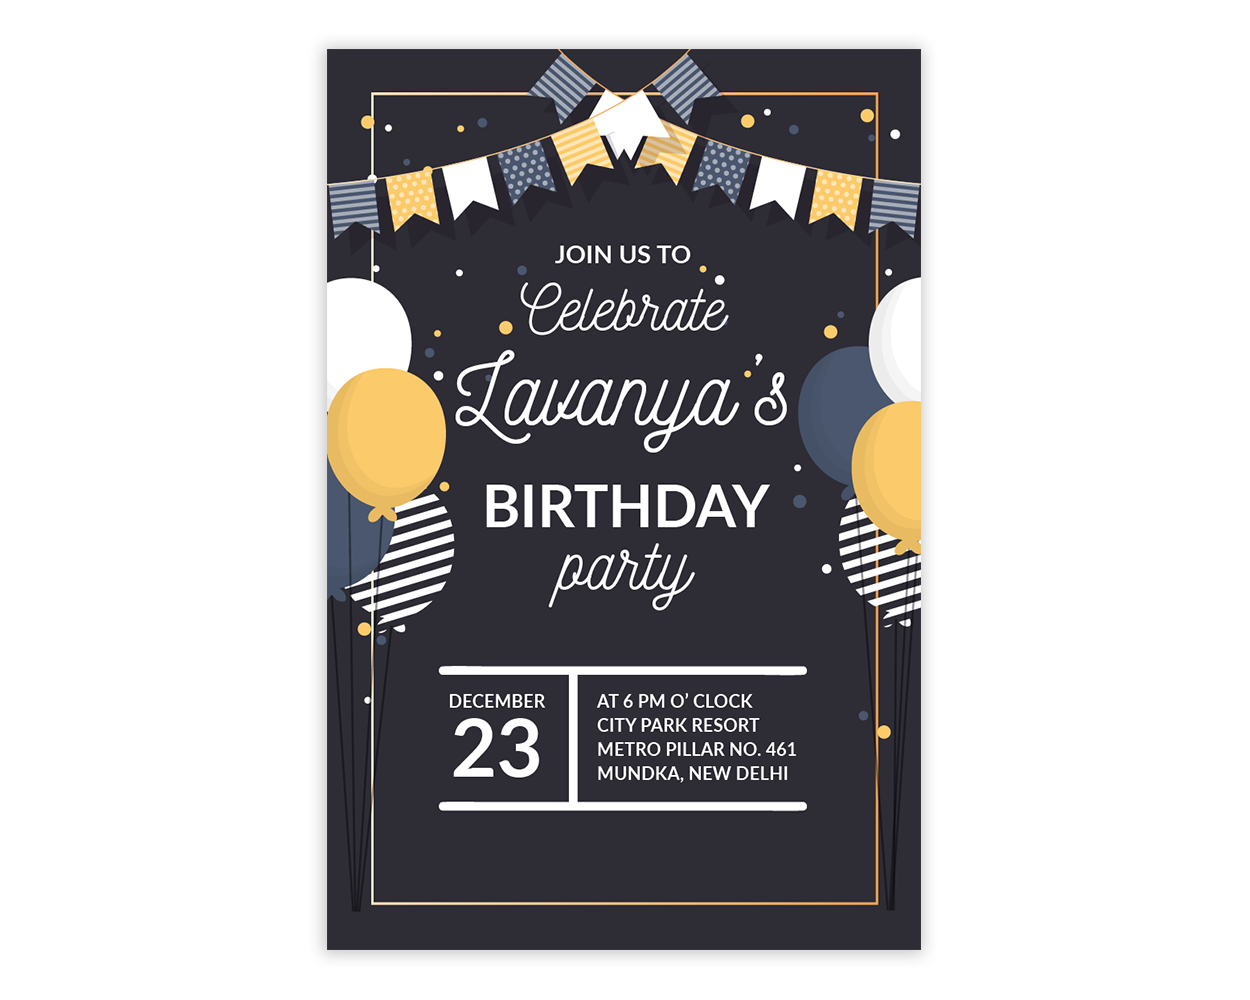 JOIN US TO
Celebrate
Lavanya's
BIRTHDAY
party
DECEMBER
23
AT 6 PM O’ CLOCK
CITY PARK RESORT
METRO PILLAR NO. 461
MUNDKA, NEW DELHI